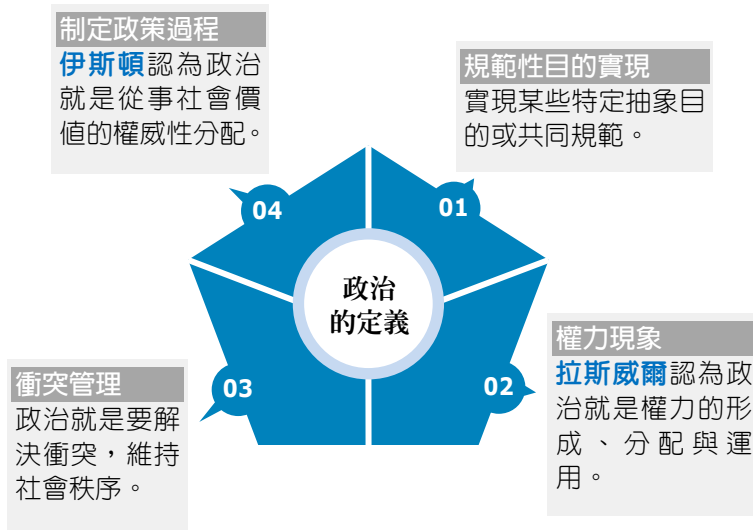 制定政策過程
伊斯頓認為政治
就是從事社會價
值的權威性分配。
規範性目的實現
實現某些特定抽象目
的或共同規範。
04
01
政治
的定義
權力現象
拉斯威爾認為政
治就是權力的形
成、分配與運
用。
衝突管理
政治就是要解
決衝突，維持
社會秩序。
03
02